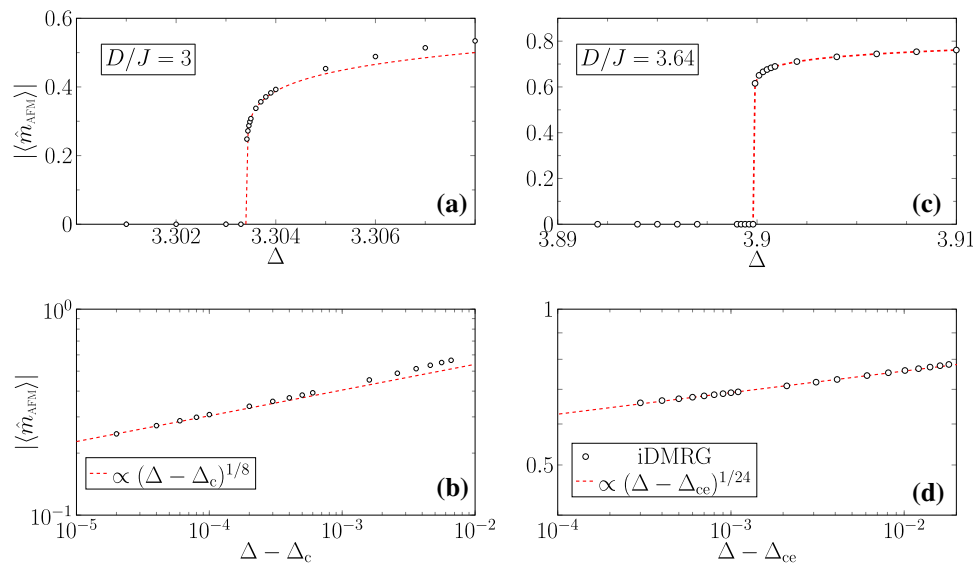 0.6
0.4
0.2
0
|⟨m̂_AFM⟩|
D/J = 3
(a)
3.302
3.304
3.306
Δ
0.8
0.6
0.4
0.2
0
|⟨m̂_AFM⟩|
D/J = 3.64
(c)
3.89
3.9
3.91
Δ
10⁰
10⁻¹
|⟨m̂_AFM⟩|
∝ (Δ − Δ_c)^{1/8}
(b)
10⁻⁵
10⁻⁴
10⁻³
10⁻²
Δ − Δ_c
1
0.5
iDMRG
∝ (Δ − Δ_ce)^{1/24}
(d)
10⁻⁴
10⁻³
10⁻²
Δ − Δ_ce